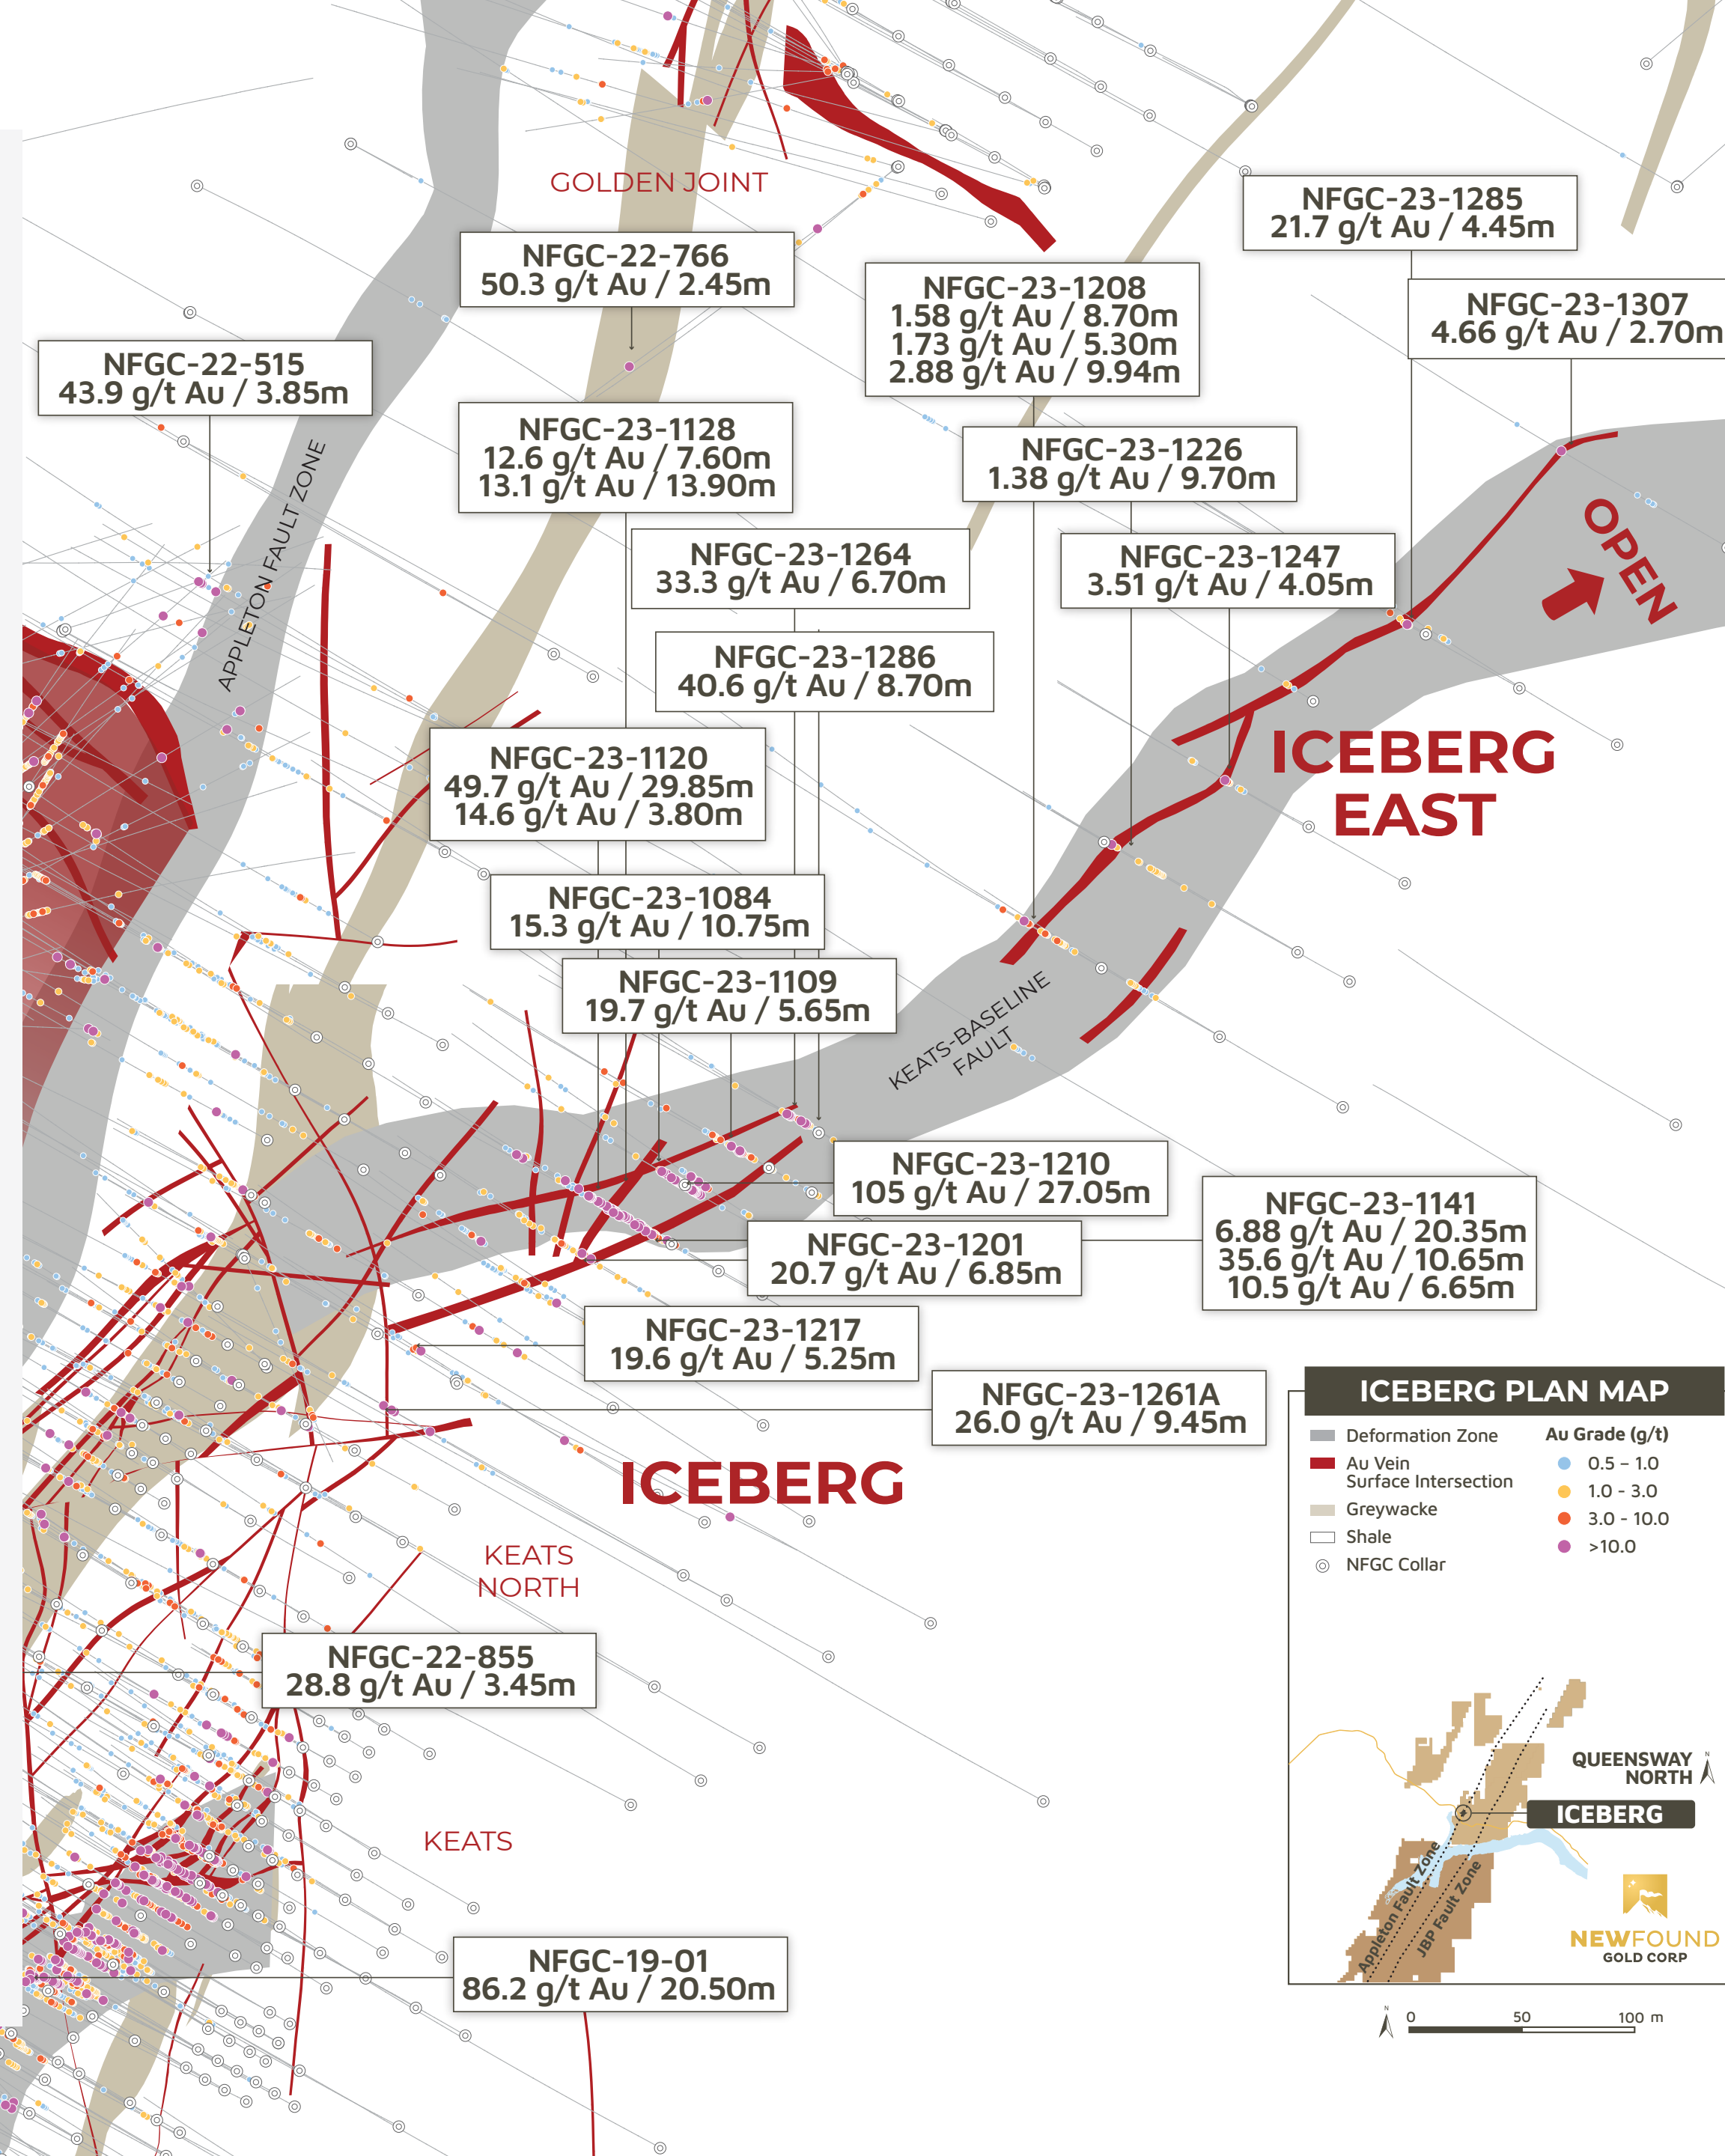 GOLDEN JOINT
NFGC-23-1285
21.7 g/t Au / 4.45m
NFGC-22-766
50.3 g/t Au / 2.45m
NFGC-23-1208
1.58 g/t Au / 8.70m
1.73 g/t Au / 5.30m
2.88 g/t Au / 9.94m
NFGC-23-1307
4.66 g/t Au / 2.70m
NFGC-22-515
43.9 g/t Au / 3.85m
NFGC-23-1128
12.6 g/t Au / 7.60m
13.1 g/t Au / 13.90m
NFGC-23-1226
1.38 g/t Au / 9.70m
APPLETON FAULT ZONE
NFGC-23-1264
33.3 g/t Au / 6.70m
NFGC-23-1247
3.51 g/t Au / 4.05m
OPEN
NFGC-23-1286
40.6 g/t Au / 8.70m
ICEBERG
EAST
NFGC-23-1120
49.7 g/t Au / 29.85m
14.6 g/t Au / 3.80m
NFGC-23-1084
15.3 g/t Au / 10.75m
NFGC-23-1109
19.7 g/t Au / 5.65m
KEATS-BASELINE
FAULT
NFGC-23-1210
105 g/t Au / 27.05m
NFGC-23-1141
6.88 g/t Au / 20.35m
35.6 g/t Au / 10.65m
10.5 g/t Au / 6.65m
NFGC-23-1201
20.7 g/t Au / 6.85m
NFGC-23-1217
19.6 g/t Au / 5.25m
NFGC-23-1261A
26.0 g/t Au / 9.45m
ICEBERG
KEATS
NORTH
NFGC-22-855
28.8 g/t Au / 3.45m
KEATS
NFGC-19-01
86.2 g/t Au / 20.50m
ICEBERG PLAN MAP
Deformation Zone
Au Vein
Surface Intersection
Greywacke
Shale
NFGC Collar
Au Grade (g/t)
0.5 – 1.0
1.0 - 3.0
3.0 - 10.0
>10.0
QUEENSWAY
NORTH
N
ICEBERG
Appleton Fault Zone
JBP Fault Zone
NEWFOUND
GOLD CORP
N
0 50 100 m